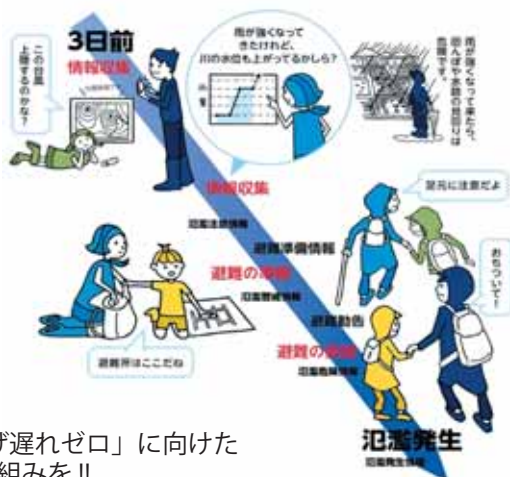 3日前
情報収集
この台風
上陸するのかな?
雨が強くなって
きたけれど、
川の水位も上がってるかしら?
雨が強くなって来たら、
田んぼや水路の見回りは
危険です。
情報収集
氾濫注意情報
足元に注意だよ
避難準備情報
避難の準備
氾濫警戒情報
おちついて!
避難勧告
避難の
氾濫危険情報
避難所はここだね
氾濫発生
氾濫発生情報
げ遅れゼロ」に向けた
組みを!!